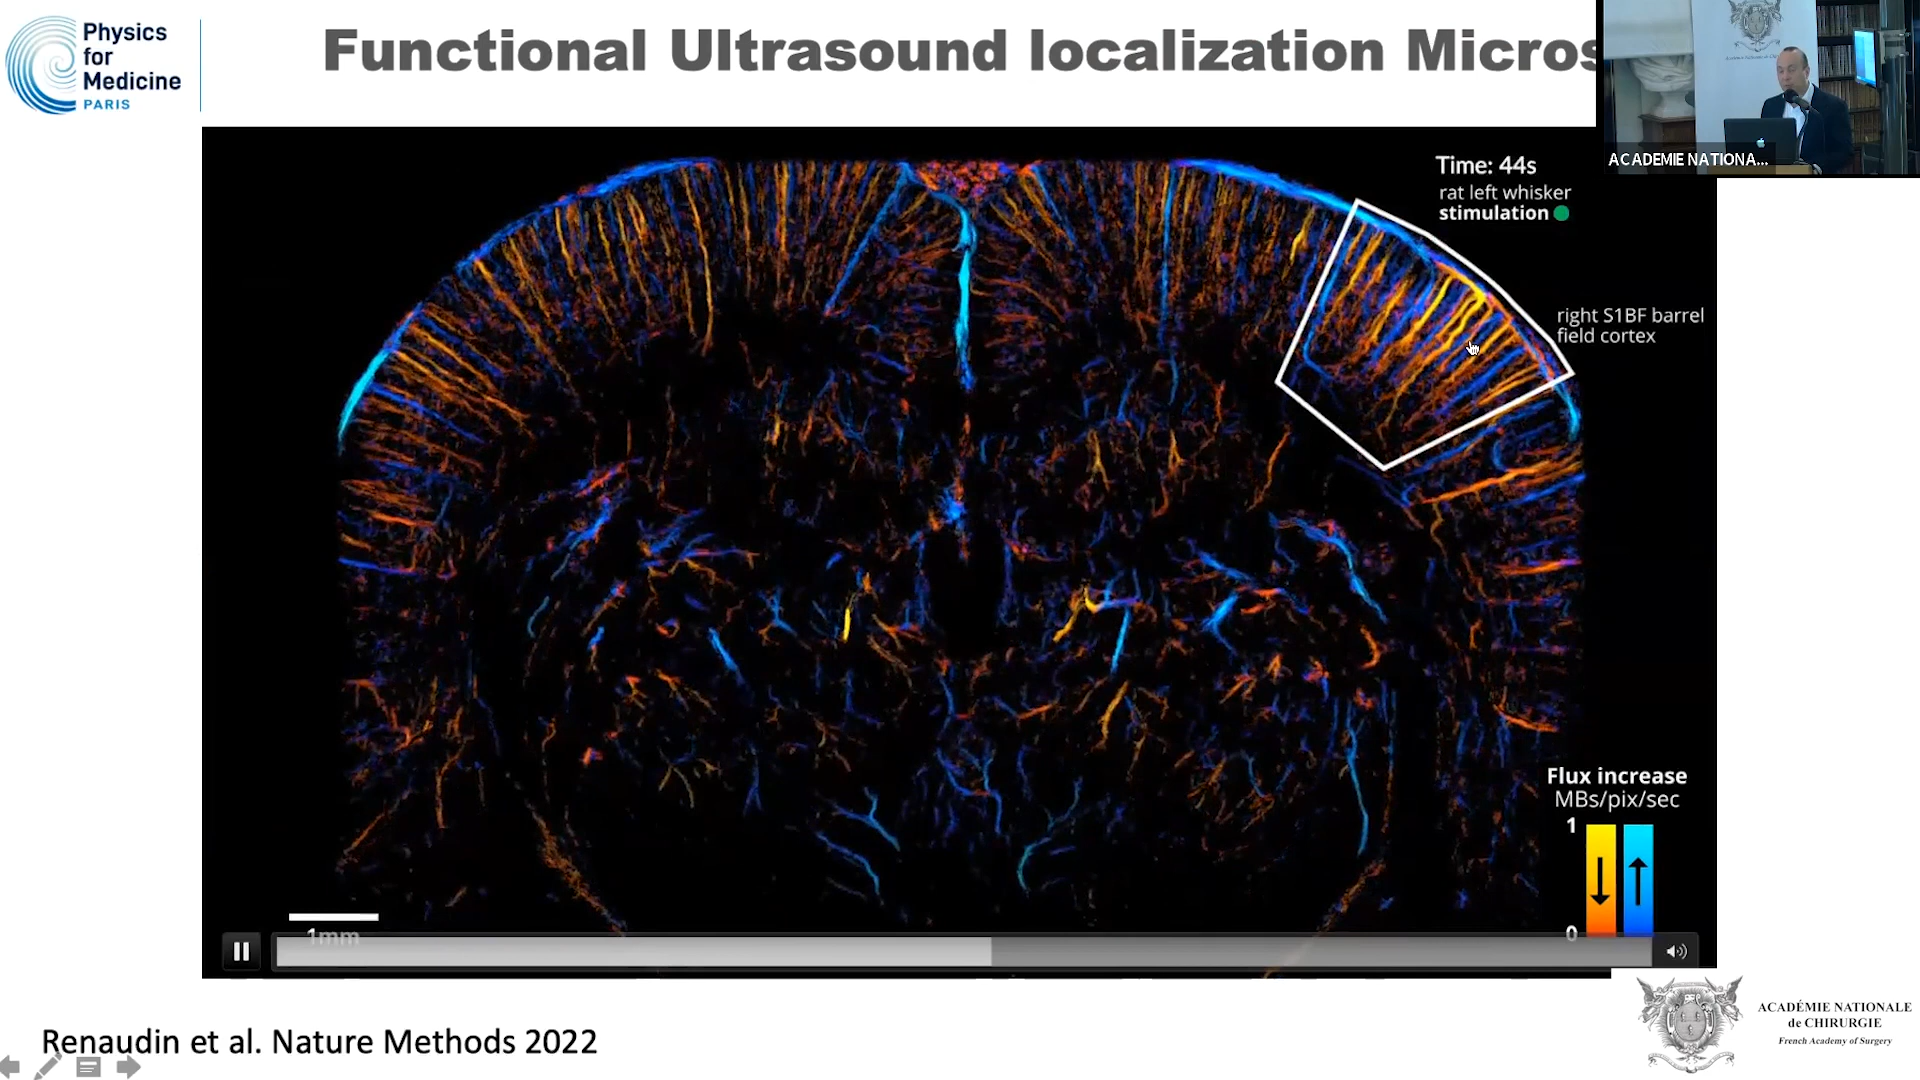 Physics
for
Medicine
PARIS
Functional Ultrasound localization Micros
ACADEMIE NATIONA...
Time: 44s
rat left whisker
stimulation
right S1BF barrel
field cortex
Flux increase
MBs/pix/sec
1
0
1mm
Renaudin et al. Nature Methods 2022
ACADÉMIE NATIONALE
de CHIRURGIE
French Academy of Surgery